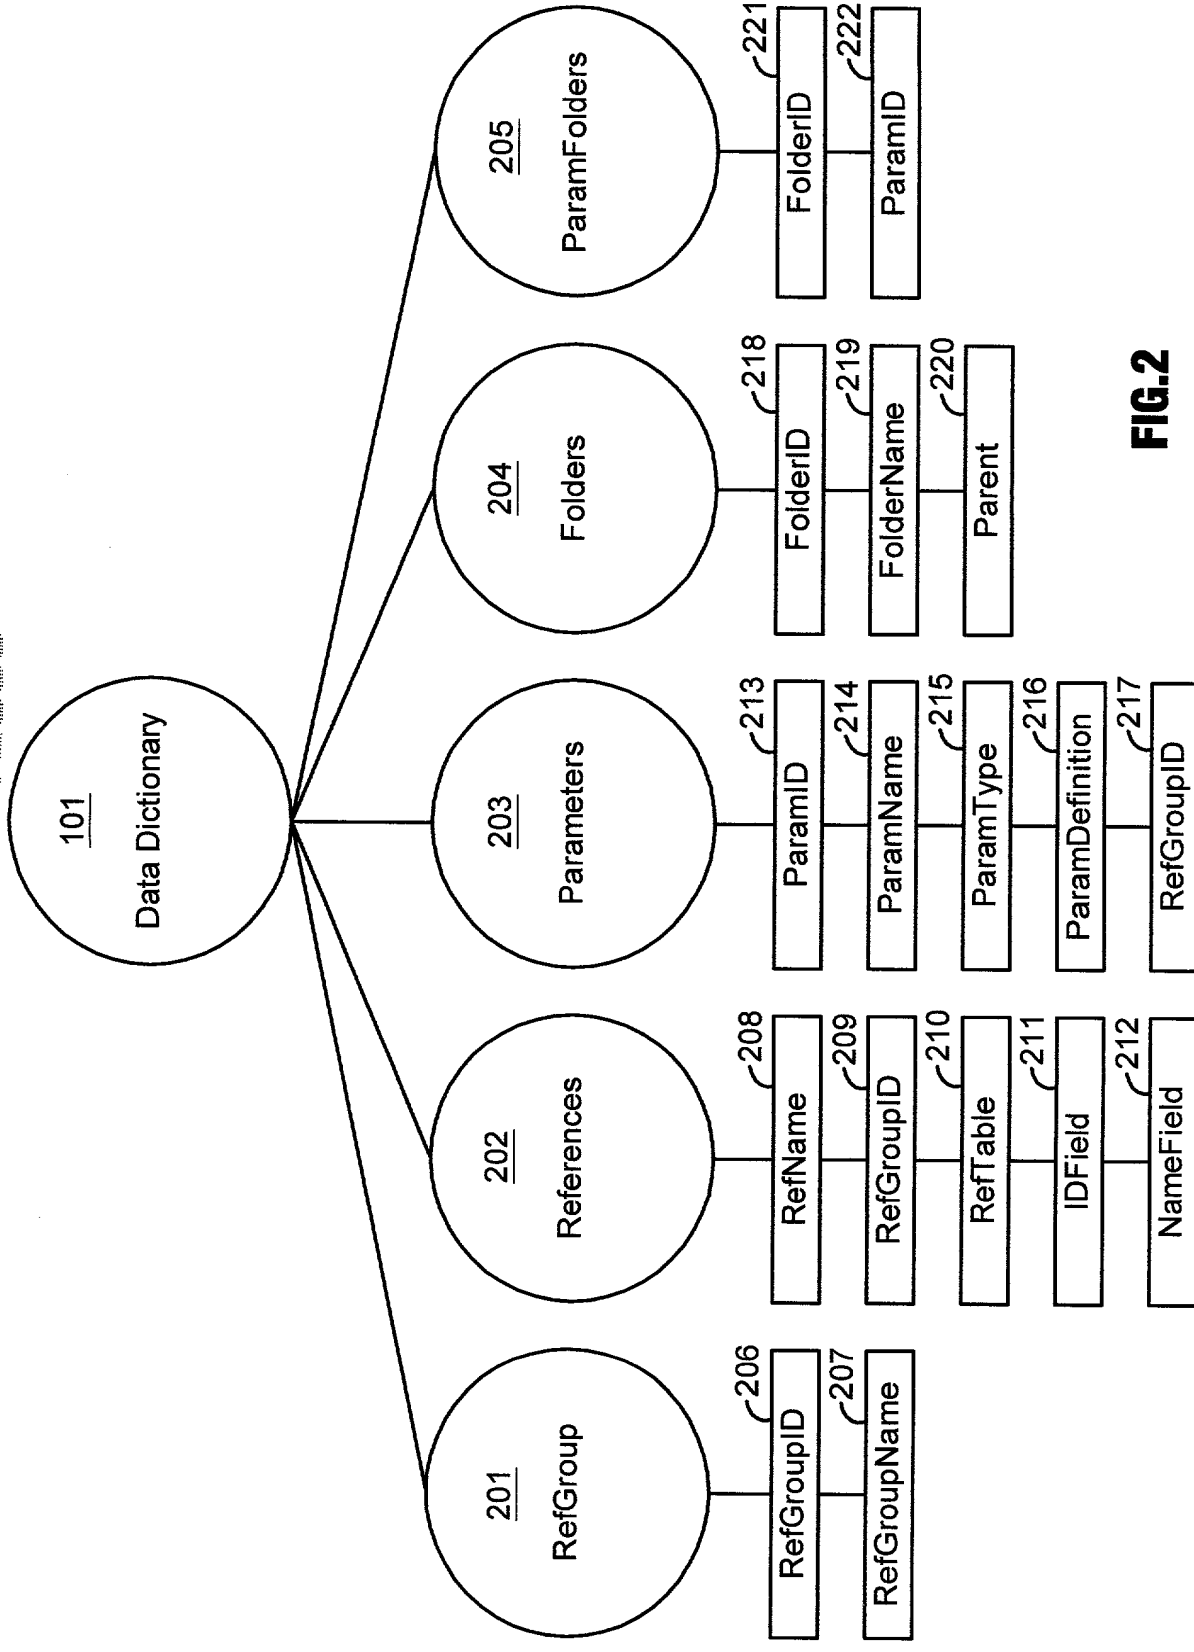 101
Data Dictionary
201
RefGroup
202
References
203
Parameters
204
Folders
205
ParamFolders
206
RefGroupID
207
RefGroupName
208
RefName
209
RefGroupID
210
RefTable
211
IDField
212
NameField
213
ParamID
214
ParamName
215
ParamType
216
ParamDefinition
217
RefGroupID
218
FolderID
219
FolderName
220
Parent
221
FolderID
222
ParamID
FIG.2